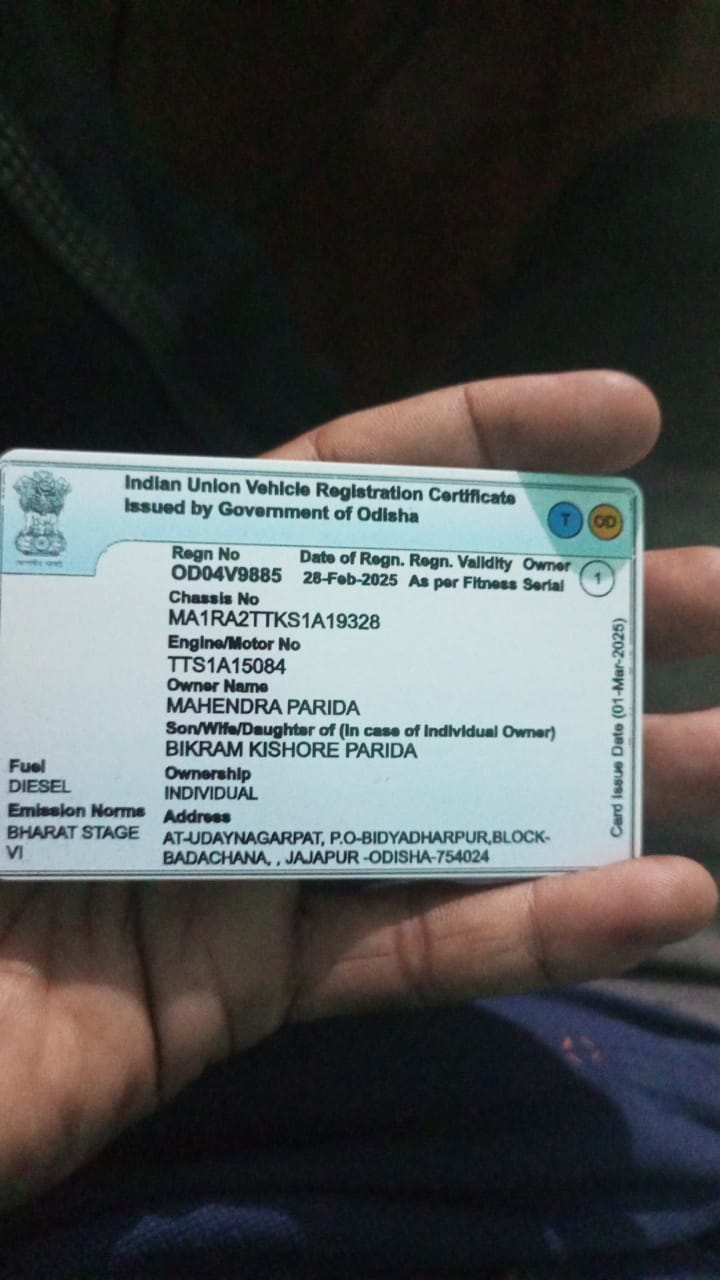 Indian Union Vehicle Registration Certificate
Issued by Government of Odisha
T OD
Regn No Date of Regn. Regn. Validity Owner
OD04V9885 28-Feb-2025 As per Fitness Serial 1
Chassis No
MA1RA2TTKS1A19328
Engine/Motor No
TTS1A15084
Owner Name
MAHENDRA PARIDA
Son/Wife/Daughter of (In case of Individual Owner)
BIKRAM KISHORE PARIDA
Fuel
DIESEL
Ownership
INDIVIDUAL
Emission Norms
BHARAT STAGE
VI
Address
AT-UDAYNAGARPAT, P.O-BIDYADHARPUR,BLOCK-
BADACHANA, , JAJAPUR -ODISHA-754024
Card Issue Date (01-Mar-2025)